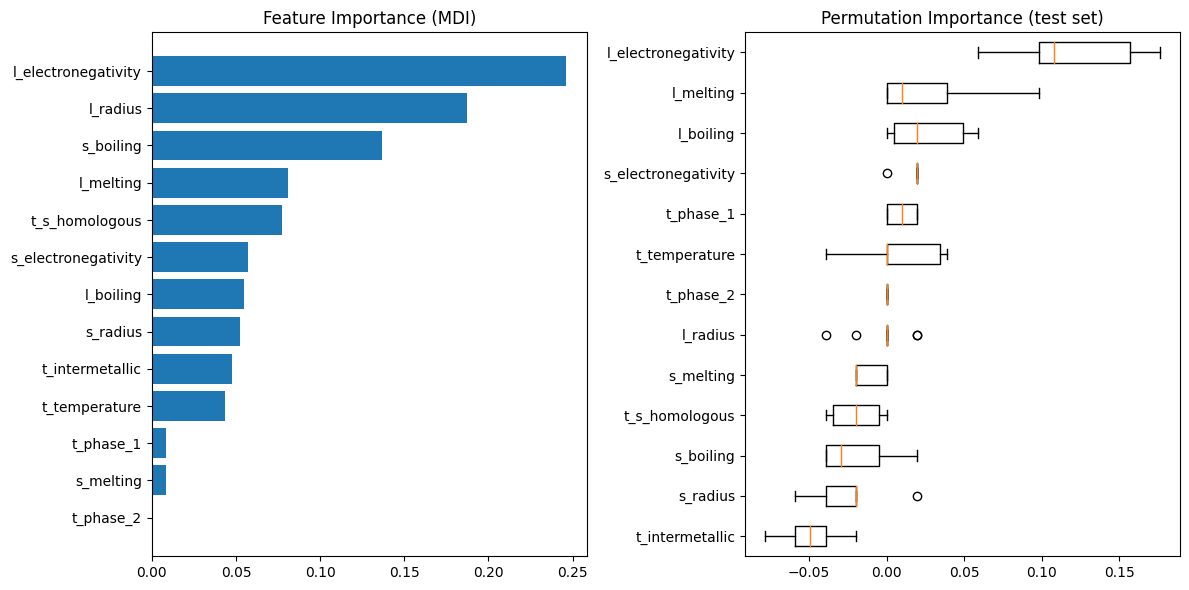 Feature Importance (MDI)
l_electronegativity
l_radius
s_boiling
l_melting
t_s_homologous
s_electronegativity
l_boiling
s_radius
t_intermetallic
t_temperature
t_phase_1
s_melting
t_phase_2
0.00 0.05 0.10 0.15 0.20 0.25
Permutation Importance (test set)
l_electronegativity
l_melting
l_boiling
s_electronegativity
t_phase_1
t_temperature
t_phase_2
l_radius
s_melting
t_s_homologous
s_boiling
s_radius
t_intermetallic
−0.05 0.00 0.05 0.10 0.15